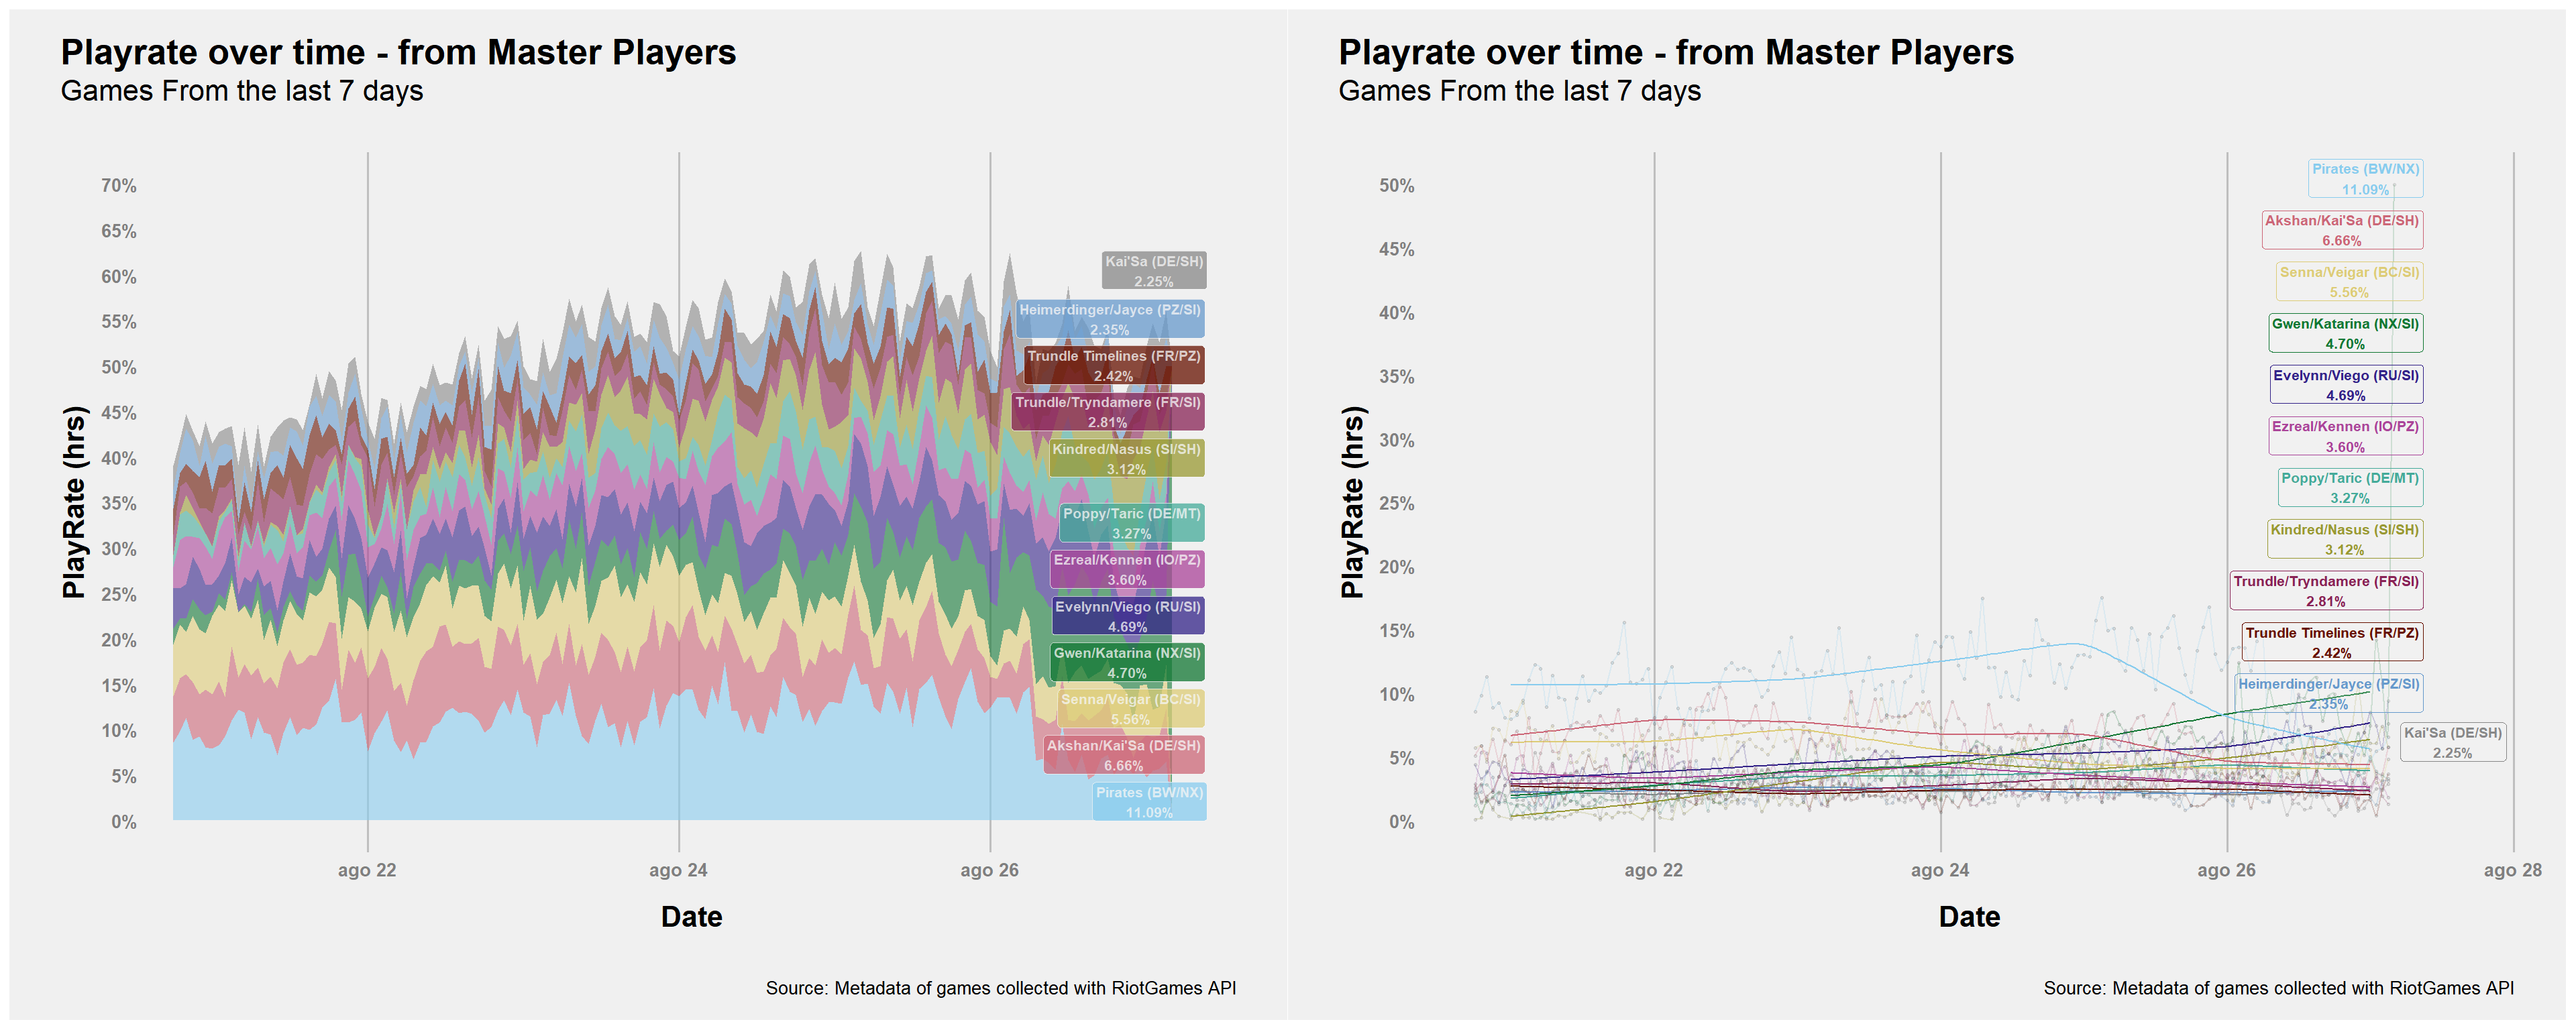 Playrate over time - from Master Players
Games From the last 7 days
PlayRate (hrs)
70%
65%
60%
55%
50%
45%
40%
35%
30%
25%
20%
15%
10%
5%
0%
Kai'Sa (DE/SH)
2.25%
Heimerdinger/Jayce (PZ/SI)
2.35%
Trundle Timelines (FR/PZ)
2.42%
Trundle/Tryndamere (FR/SI)
2.81%
Kindred/Nasus (SI/SH)
3.12%
Poppy/Taric (DE/MT)
3.27%
Ezreal/Kennen (IO/PZ)
3.60%
Evelynn/Viego (RU/SI)
4.69%
Gwen/Katarina (NX/SI)
4.70%
Senna/Veigar (BC/SI)
5.56%
Akshan/Kai'Sa (DE/SH)
6.66%
Pirates (BW/NX)
11.09%
ago 22
ago 24
ago 26
Date
Source: Metadata of games collected with RiotGames API
Playrate over time - from Master Players
Games From the last 7 days
PlayRate (hrs)
50%
45%
40%
35%
30%
25%
20%
15%
10%
5%
0%
Pirates (BW/NX)
11.09%
Akshan/Kai'Sa (DE/SH)
6.66%
Senna/Veigar (BC/SI)
5.56%
Gwen/Katarina (NX/SI)
4.70%
Evelynn/Viego (RU/SI)
4.69%
Ezreal/Kennen (IO/PZ)
3.60%
Poppy/Taric (DE/MT)
3.27%
Kindred/Nasus (SI/SH)
3.12%
Trundle/Tryndamere (FR/SI)
2.81%
Trundle Timelines (FR/PZ)
2.42%
Heimerdinger/Jayce (PZ/SI)
2.35%
Kai'Sa (DE/SH)
2.25%
ago 22
ago 24
ago 26
ago 28
Date
Source: Metadata of games collected with RiotGames API